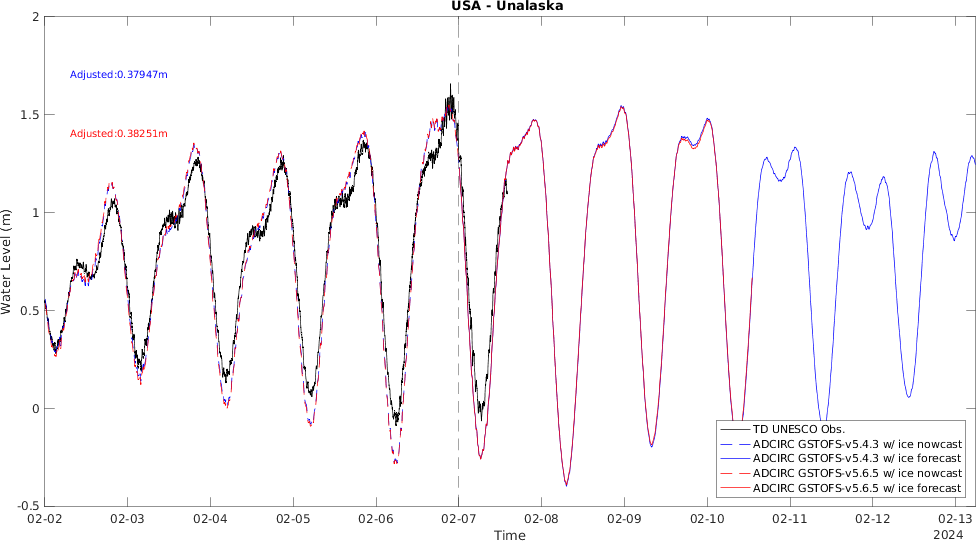 USA - Unalaska
2
1.5
1
0.5
0
-0.5
Water Level (m)
Adjusted:0.37947m
Adjusted:0.38251m
TD UNESCO Obs.
ADCIRC GSTOFS-v5.4.3 w/ ice nowcast
ADCIRC GSTOFS-v5.4.3 w/ ice forecast
ADCIRC GSTOFS-v5.6.5 w/ ice nowcast
ADCIRC GSTOFS-v5.6.5 w/ ice forecast
02-02 02-03 02-04 02-05 02-06 02-07 02-08 02-09 02-10 02-11 02-12 02-13
Time
2024